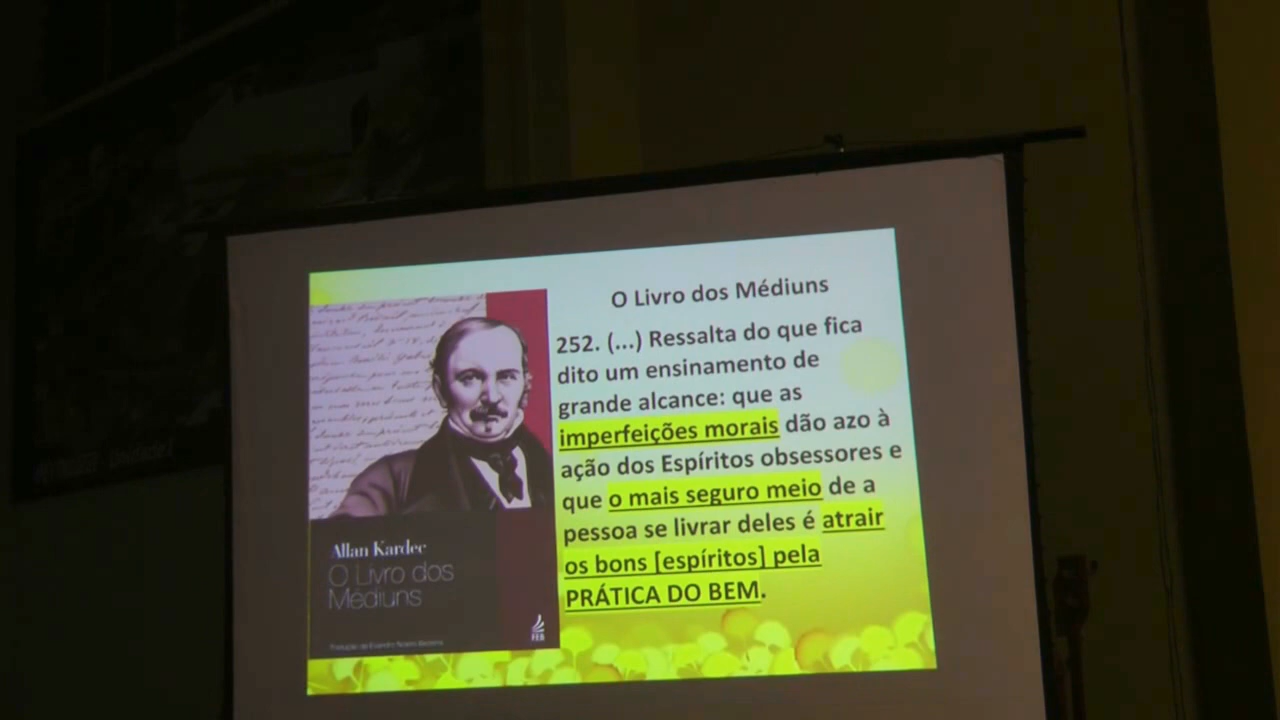 O Livro dos Médiuns
252. (...) Ressalta do que fica
dito um ensinamento de
grande alcance: que as
imperfeições morais dão azo à
ação dos Espíritos obsessores e
que o mais seguro meio de a
pessoa se livrar deles é atrair
os bons [espíritos] pela
PRÁTICA DO BEM.
Allan Kardec
O Livro dos
Médiuns
FEB